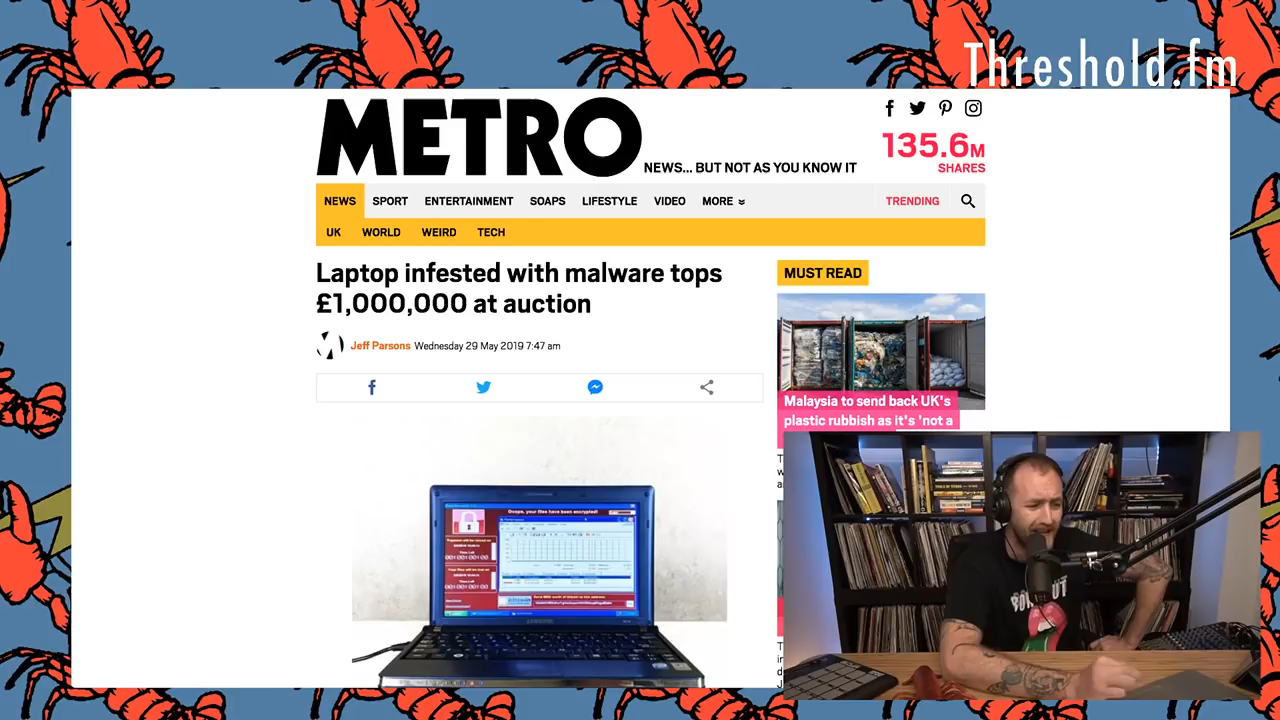 Threshold.fm
METRO
NEWS... BUT NOT AS YOU KNOW IT
135.6M
SHARES
NEWS SPORT ENTERTAINMENT SOAPS LIFESTYLE VIDEO MORE TRENDING
UK WORLD WEIRD TECH
Laptop infested with malware tops
£1,000,000 at auction
Jeff Parsons Wednesday 29 May 2019 7:47 am
MUST READ
Malaysia to send back UK's
plastic rubbish as it's 'not a
Ooops, your files have been encrypted!
SAMSUNG